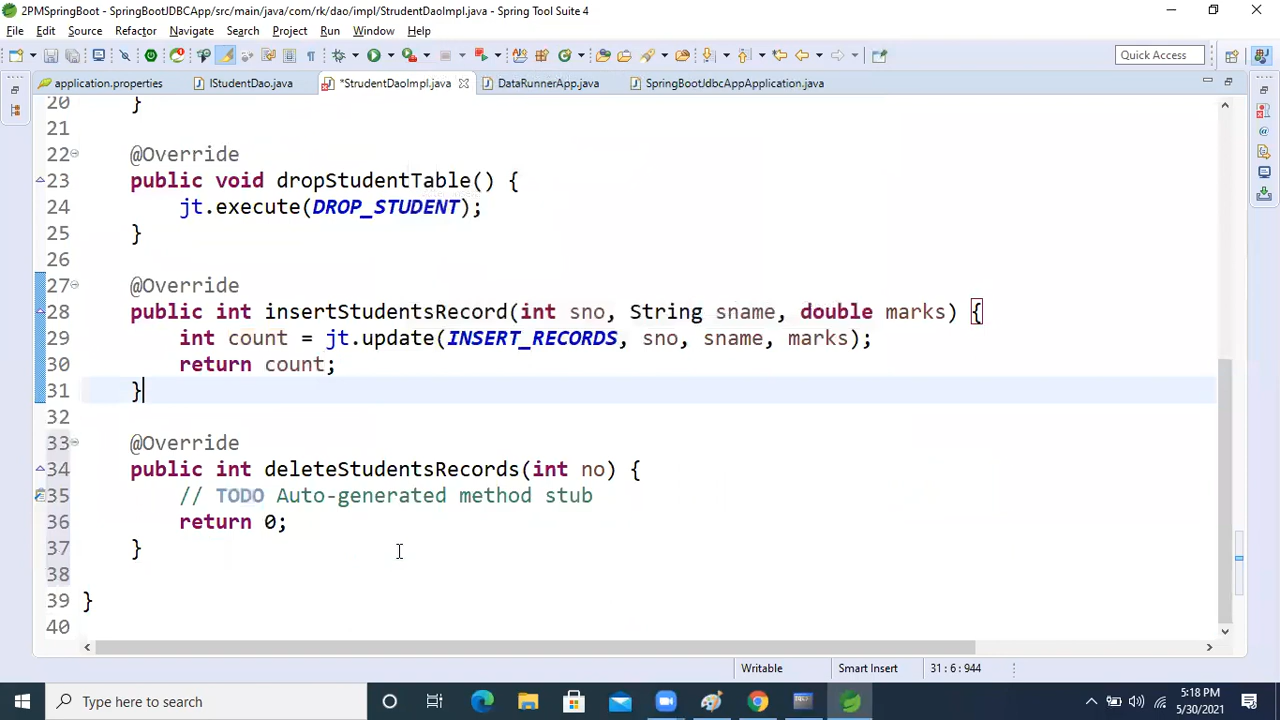 2PMSpringBoot - SpringBootJDBCApp/src/main/java/com/rk/dao/impl/StrudentDaoImpl.java - Spring Tool Suite 4
File Edit Source Refactor Navigate Search Project Run Window Help
Quick Access
application.properties IStudentDao.java *StrudentDaoImpl.java DataRunnerApp.java SpringBootJdbcAppApplication.java
20 }
21
22 @Override
23 public void dropStudentTable() {
24 jt.execute(DROP_STUDENT);
25 }
26
27 @Override
28 public int insertStudentsRecord(int sno, String sname, double marks) {
29 int count = jt.update(INSERT_RECORDS, sno, sname, marks);
30 return count;
31 }
32
33 @Override
34 public int deleteStudentsRecords(int no) {
35 // TODO Auto-generated method stub
36 return 0;
37 }
38
39 }
40
Writable Smart Insert 31 : 6 : 944
Type here to search
5:18 PM
5/30/2021